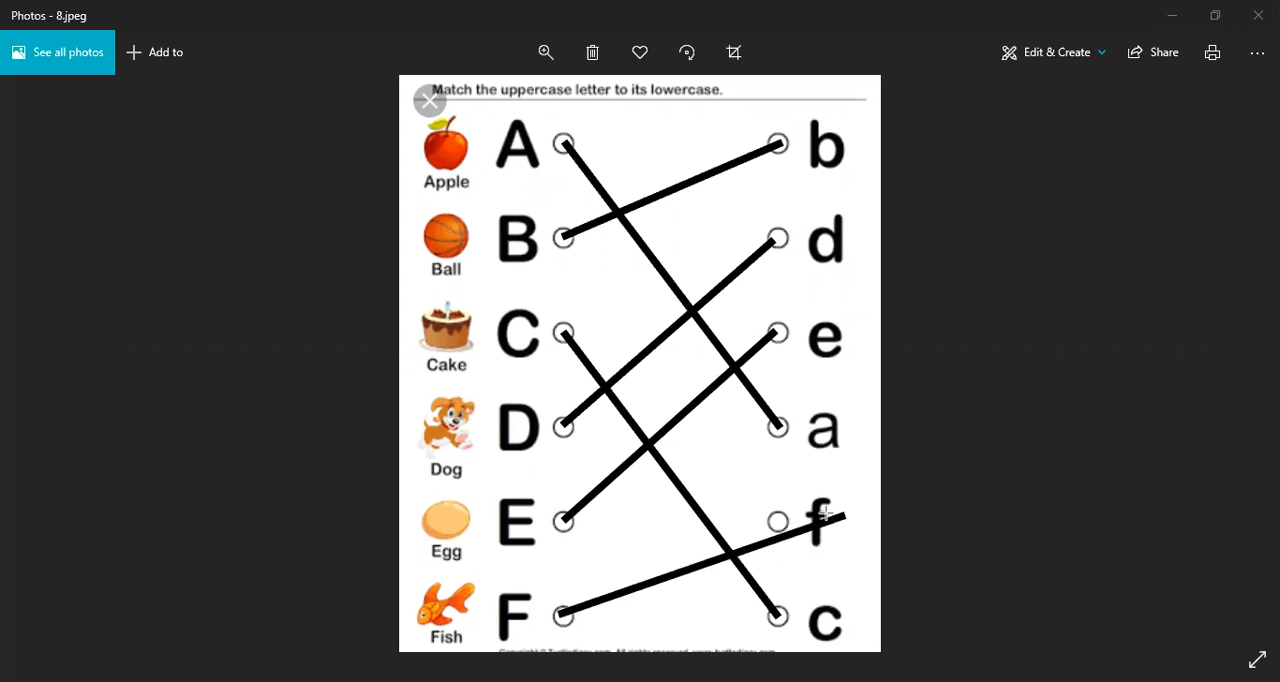 Photos - 8.jpeg
See all photos
Add to
Edit & Create
Share
Match the uppercase letter to its lowercase.
A b
Apple
B d
Ball
C e
Cake
D a
Dog
E f
Egg
F c
Fish